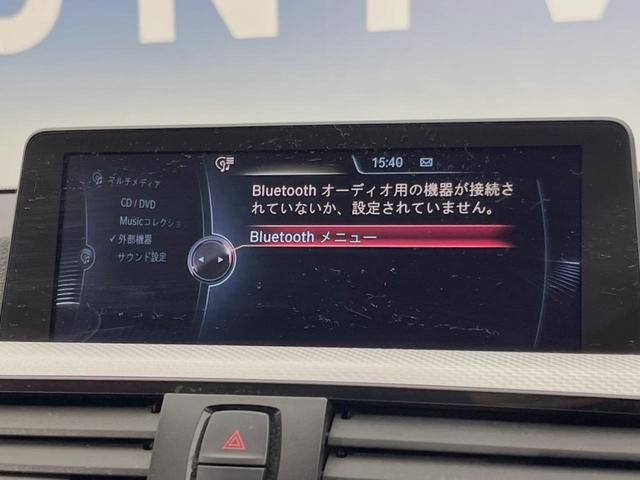 UNIV
15:40
マルチメディア
CD / DVD
Musicコレクショ
✓外部機器
サウンド設定
Bluetooth オーディオ用の機器が接続さ
れていないか、設定されていません。
Bluetooth メニュー